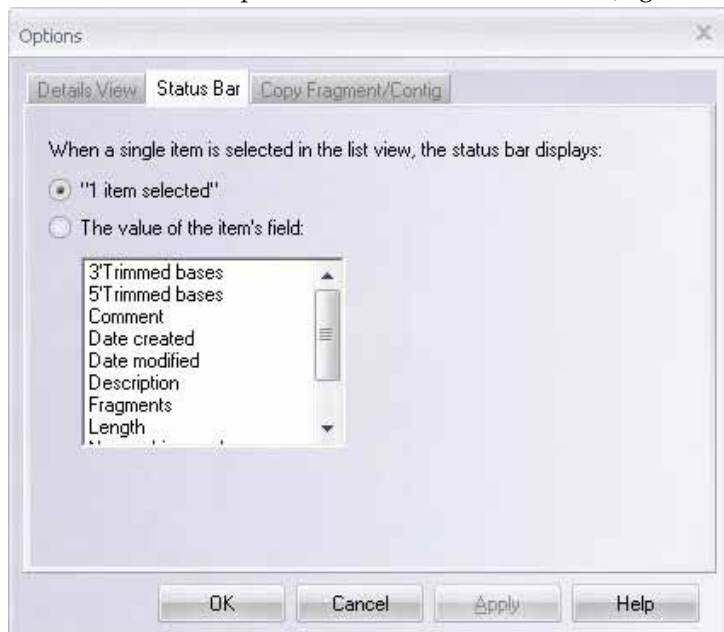 Options
Details View Status Bar Copy Fragment/Contig
When a single item is selected in the list view, the status bar displays:
"1 item selected"
The value of the item's field:
3'Trimmed bases
5'Trimmed bases
Comment
Date created
Date modified
Description
Fragments
Length
OK Cancel Apply Help